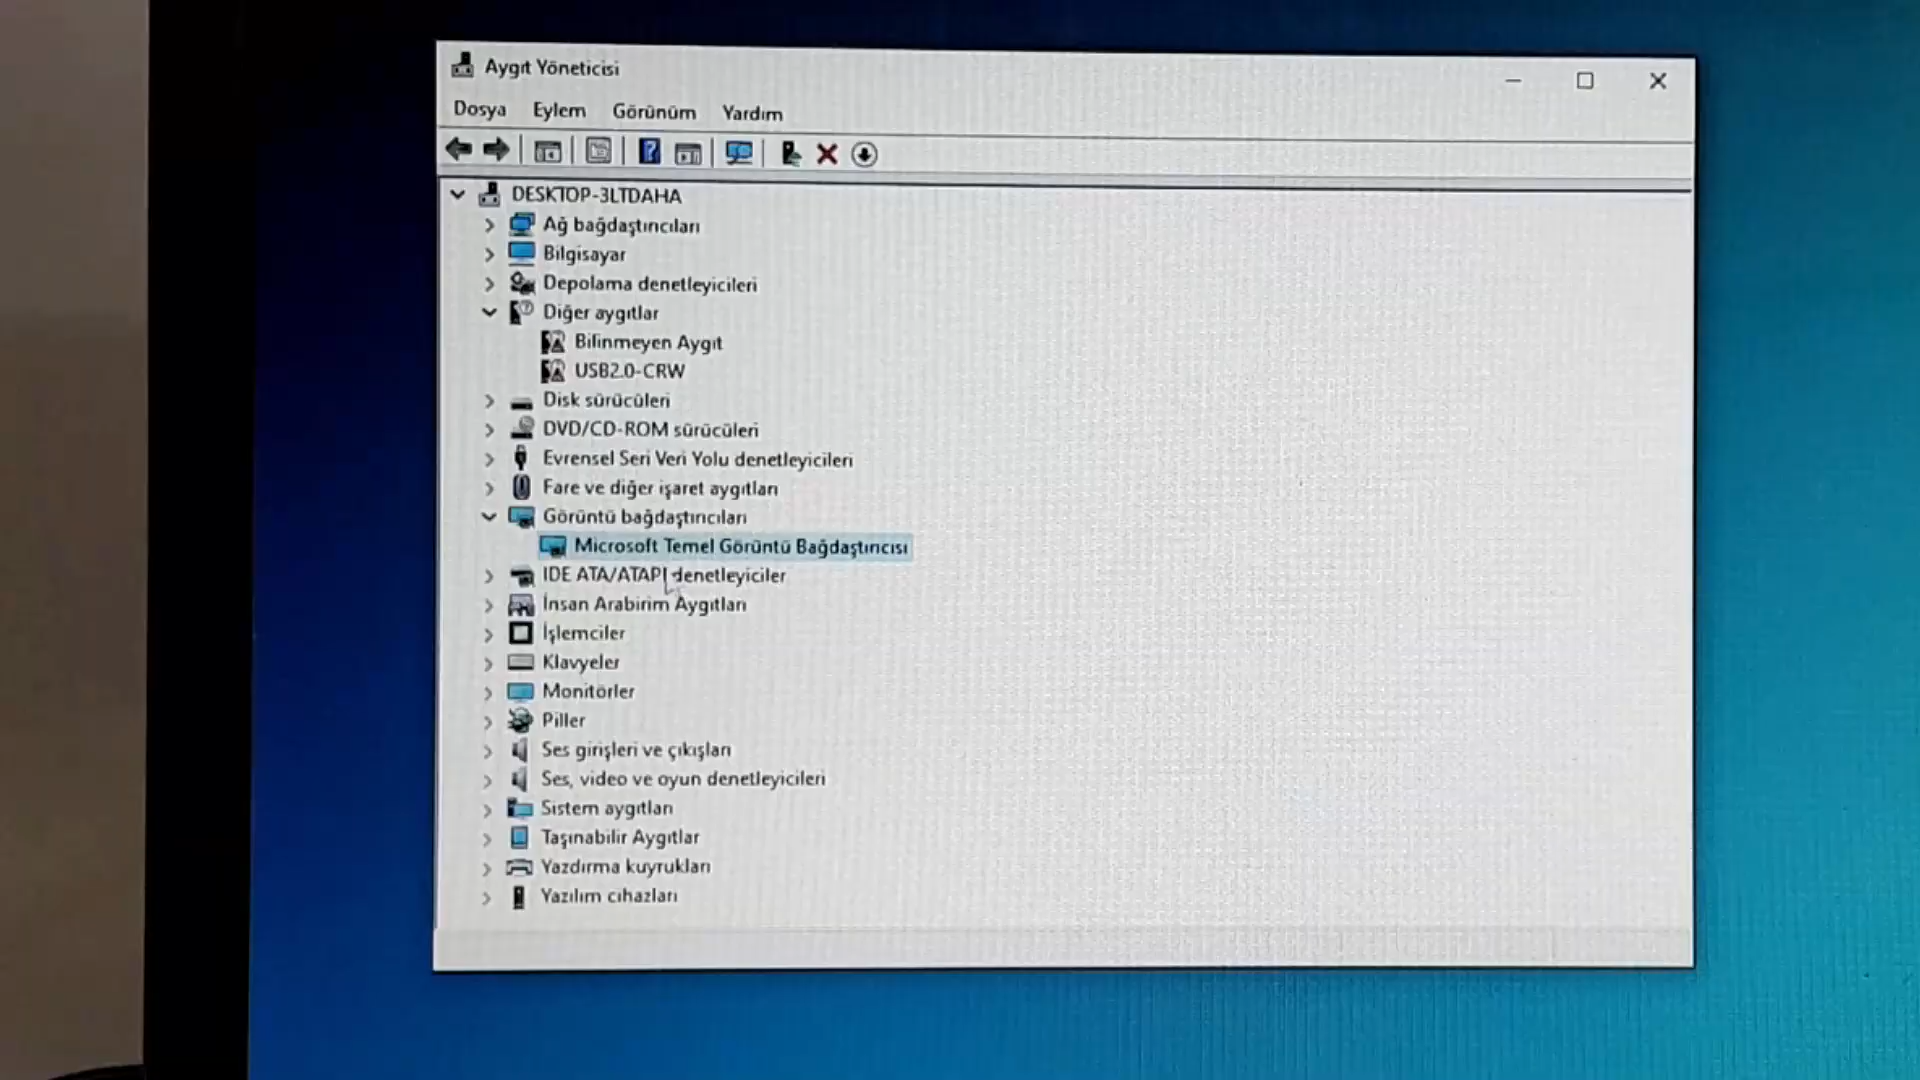 Aygıt Yöneticisi
Dosya Eylem Görünüm Yardım
DESKTOP-3LTDAHA
Ağ bağdaştırıcıları
Bilgisayar
Depolama denetleyicileri
Diğer aygıtlar
Bilinmeyen Aygıt
USB2.0-CRW
Disk sürücüleri
DVD/CD-ROM sürücüleri
Evrensel Seri Veri Yolu denetleyicileri
Fare ve diğer işaret aygıtları
Görüntü bağdaştırıcıları
Microsoft Temel Görüntü Bağdaştırıcısı
IDE ATA/ATAPI denetleyiciler
İnsan Arabirim Aygıtları
İşlemciler
Klavyeler
Monitörler
Piller
Ses girişleri ve çıkışları
Ses, video ve oyun denetleyicileri
Sistem aygıtları
Taşınabilir Aygıtlar
Yazdırma kuyrukları
Yazılım cihazları